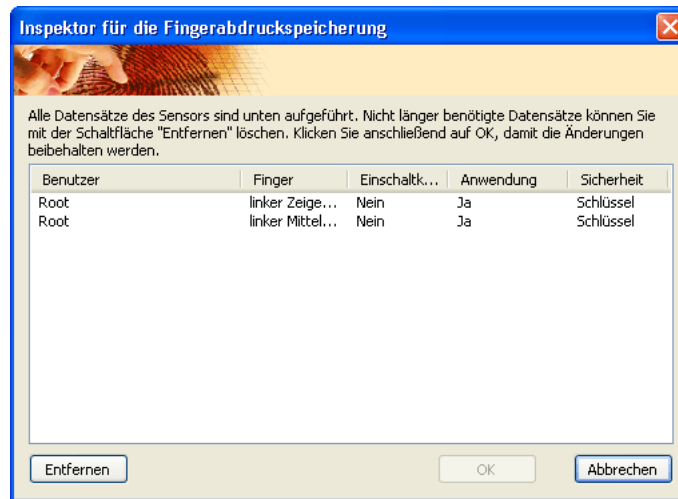 Inspektor für die Fingerabdruckspeicherung
Alle Datensätze des Sensors sind unten aufgeführt. Nicht länger benötigte Datensätze können Sie
mit der Schaltfläche "Entfernen" löschen. Klicken Sie anschließend auf OK, damit die Änderungen
beibehalten werden.
Benutzer Finger Einschaltk... Anwendung Sicherheit
Root linker Zeige... Nein Ja Schlüssel
Root linker Mittel... Nein Ja Schlüssel
Entfernen OK Abbrechen